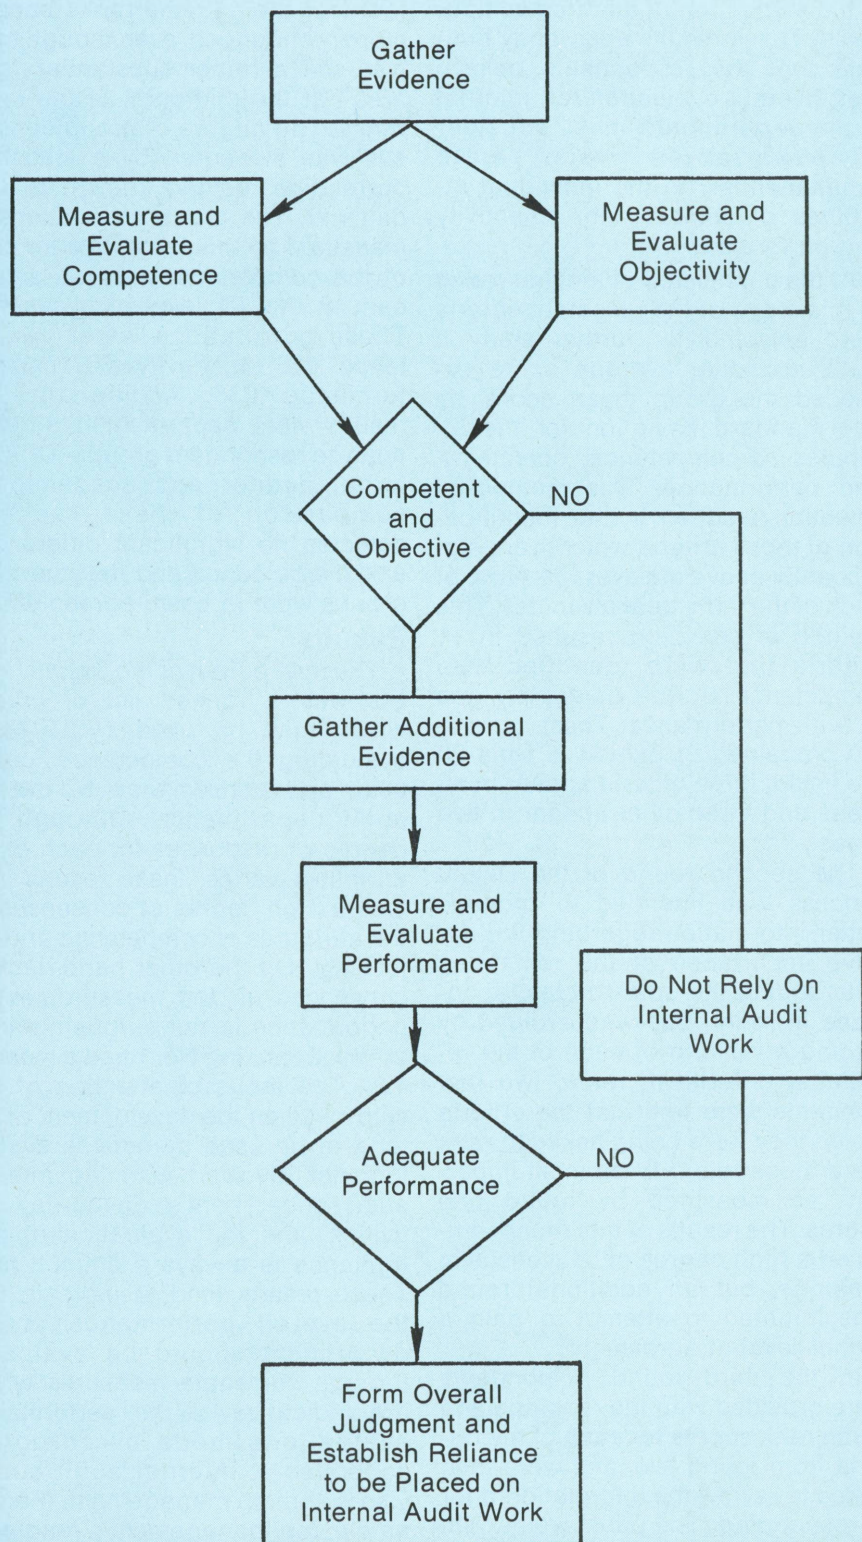 Gather
Evidence
Measure and
Evaluate
Competence
Measure and
Evaluate
Objectivity
Competent
and
Objective
NO
Gather Additional
Evidence
Measure and
Evaluate
Performance
Do Not Rely On
Internal Audit
Work
Adequate
Performance
NO
Form Overall
Judgment and
Establish Reliance
to be Placed on
Internal Audit Work